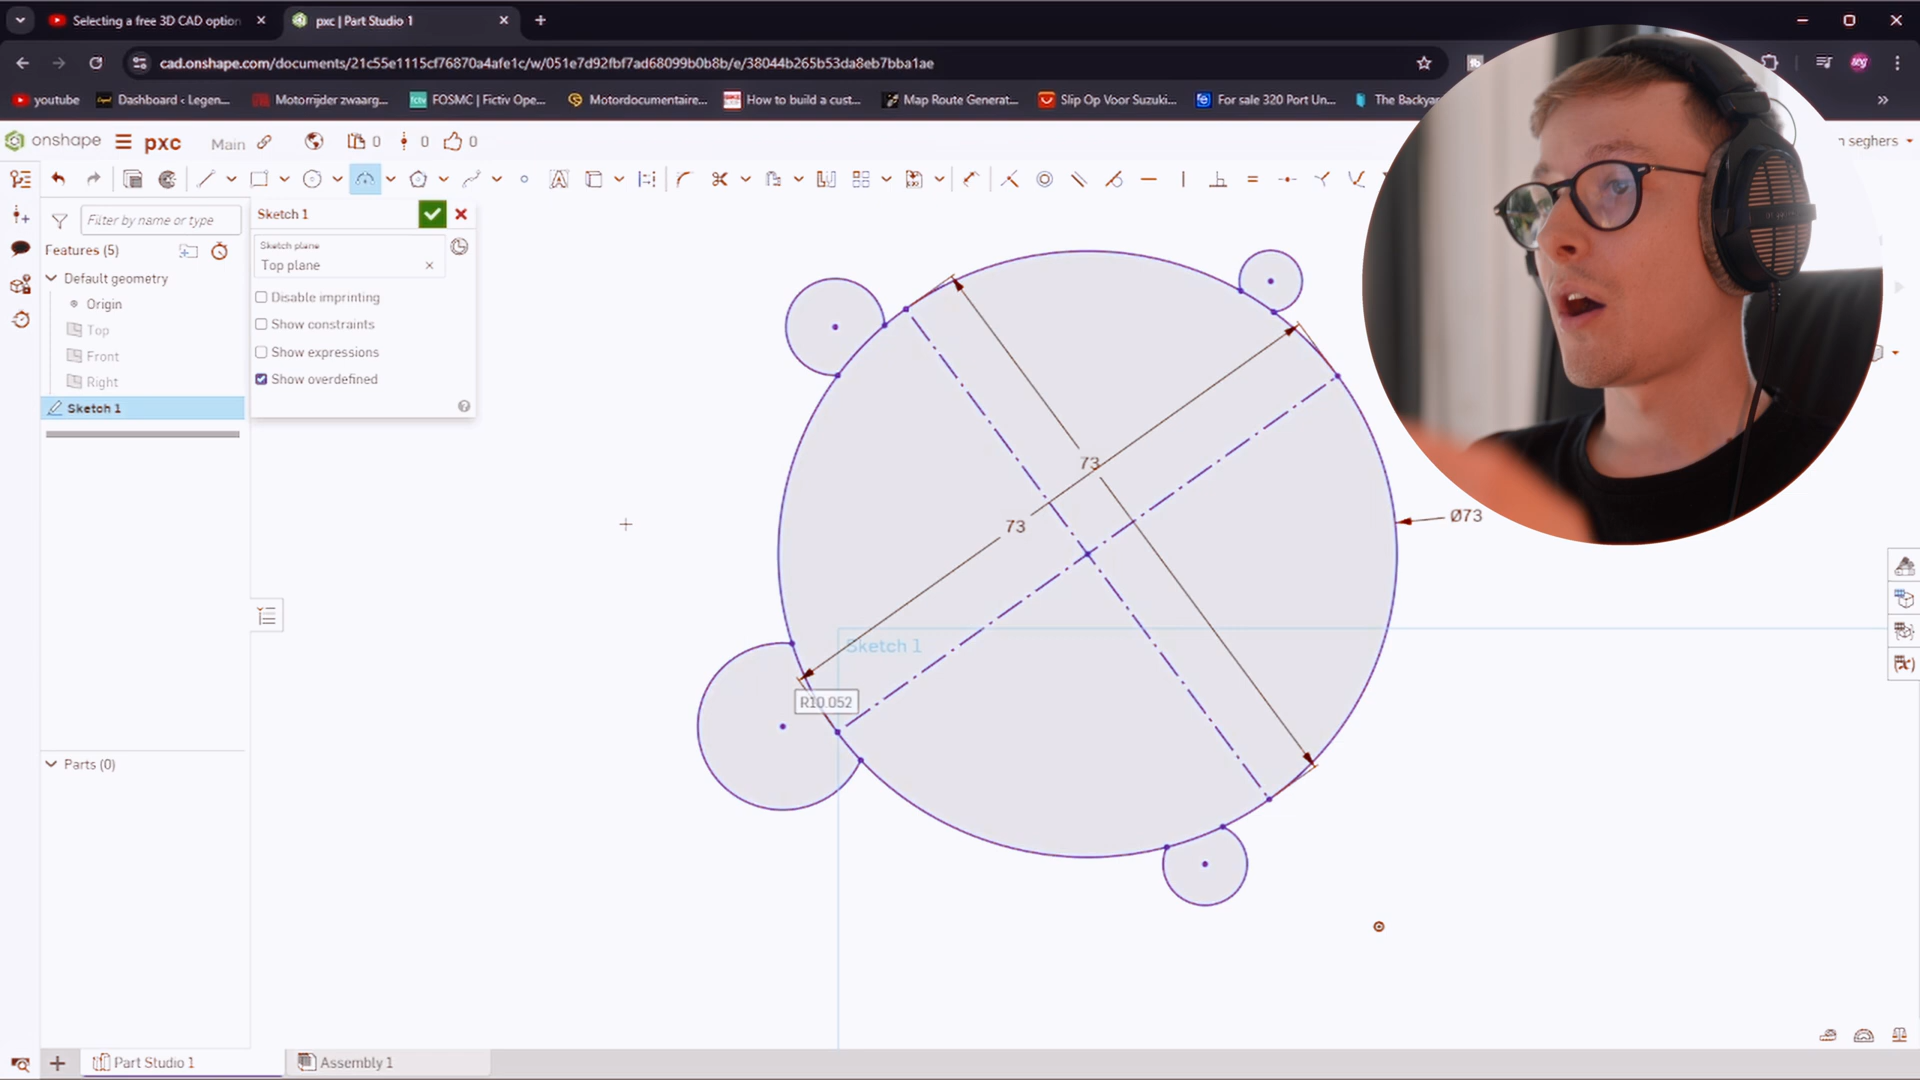 Selecting a free 3D CAD option
pxc | Part Studio 1
cad.onshape.com/documents/21c55e1115cf76870a4afe1c/w/051e7d92fbf7ad68099b0b8b/e/38044b265b53da8eb7bba1ae
youtube
Dashboard ‹ Legen...
Motorrijder zwaarg...
FOSMC | Fictiv Ope...
Motordocumentaire...
How to build a cust...
Map Route Generat...
Slip Op Voor Suzuki...
For sale 320 Port Un...
The Backya
onshape
pxc
Main
0
0
0
n seghers
Filter by name or type
Features (5)
Default geometry
Origin
Top
Front
Right
Sketch 1
Sketch 1
Sketch plane
Top plane
Disable imprinting
Show constraints
Show expressions
Show overdefined
73
73
Ø73
Sketch 1
R10.052
Parts (0)
Part Studio 1
Assembly 1